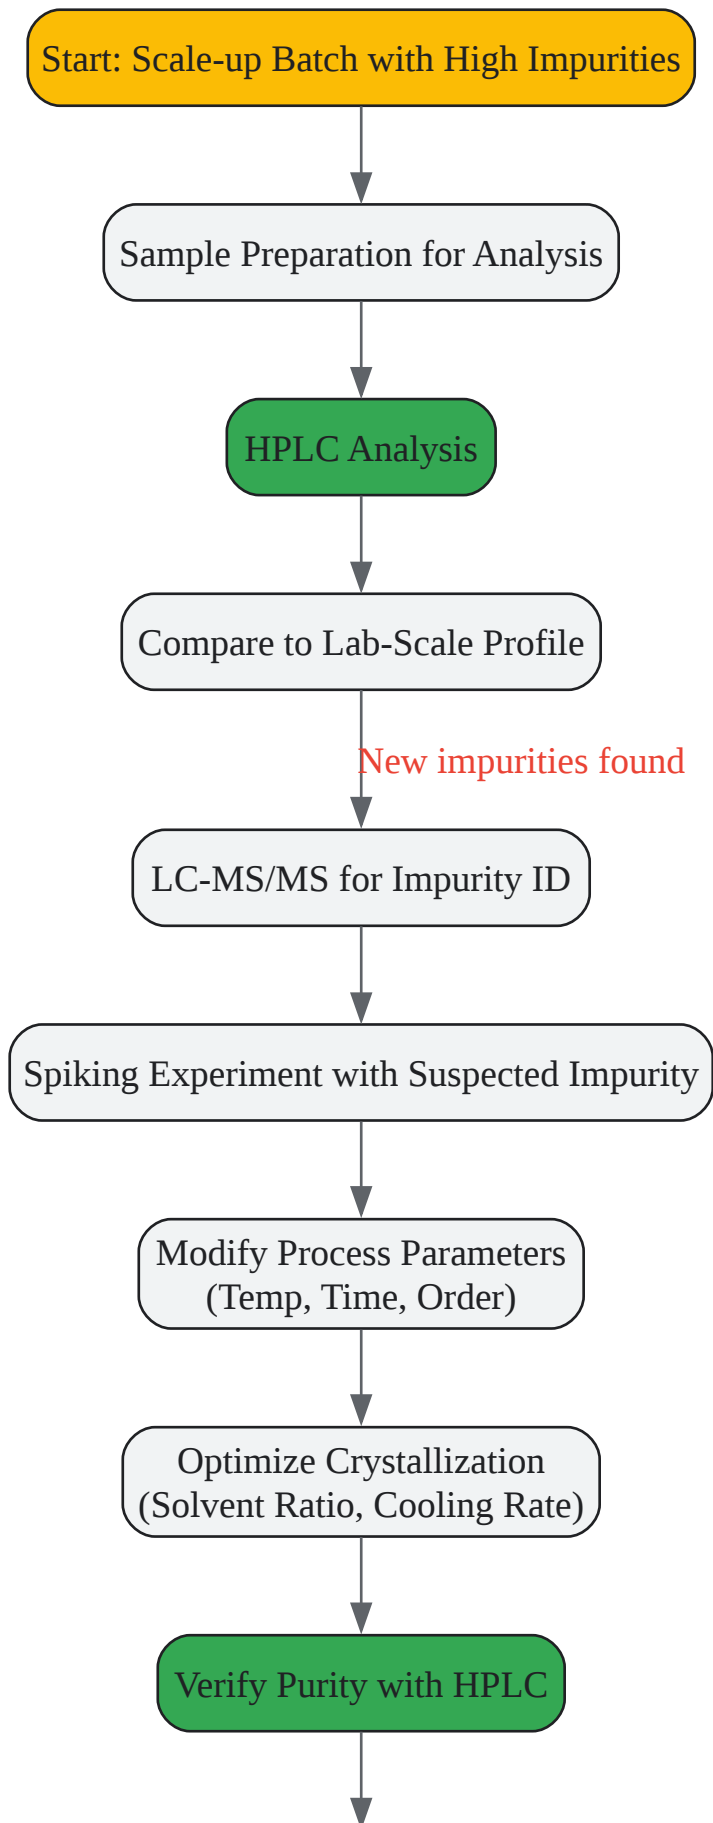 Start: Scale-up Batch with High Impurities
Sample Preparation for Analysis
HPLC Analysis
Compare to Lab-Scale Profile
New impurities found
LC-MS/MS for Impurity ID
Spiking Experiment with Suspected Impurity
Modify Process Parameters
(Temp, Time, Order)
Optimize Crystallization
(Solvent Ratio, Cooling Rate)
Verify Purity with HPLC